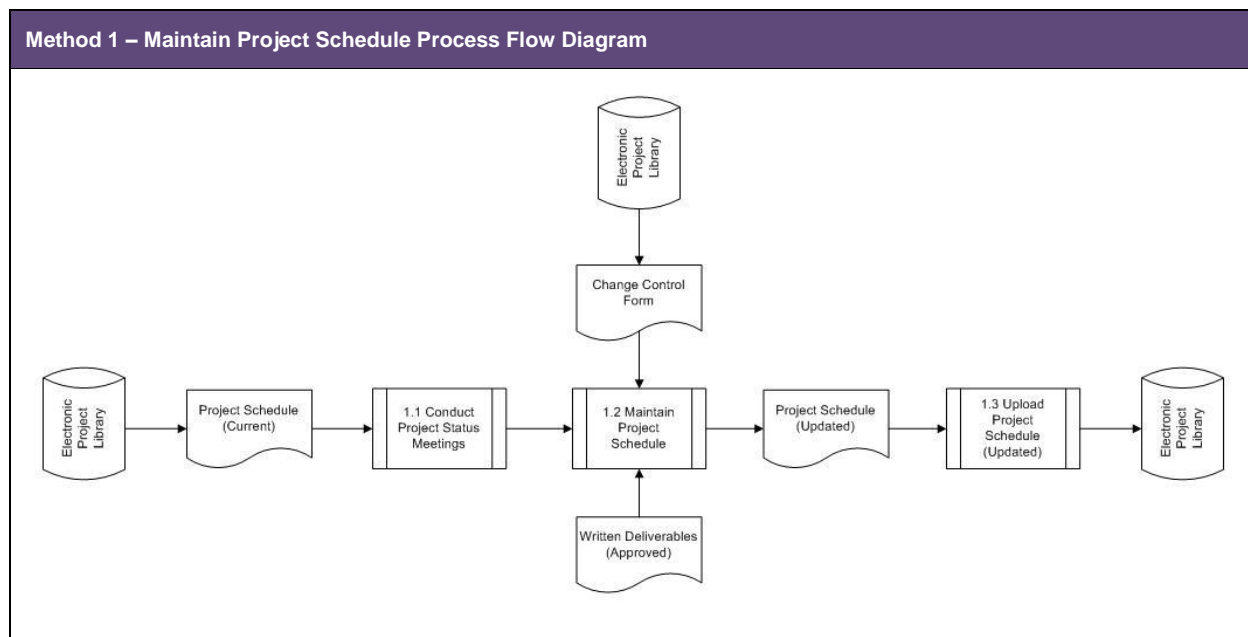 Method 1 – Maintain Project Schedule Process Flow Diagram
Electronic
Project
Library
Change Control
Form
Electronic
Project
Library
Project Schedule
(Current)
1.1 Conduct
Project Status
Meetings
1.2 Maintain
Project
Schedule
Project Schedule
(Updated)
1.3 Upload
Project
Schedule
(Updated)
Electronic
Project
Library
Written Deliverables
(Approved)